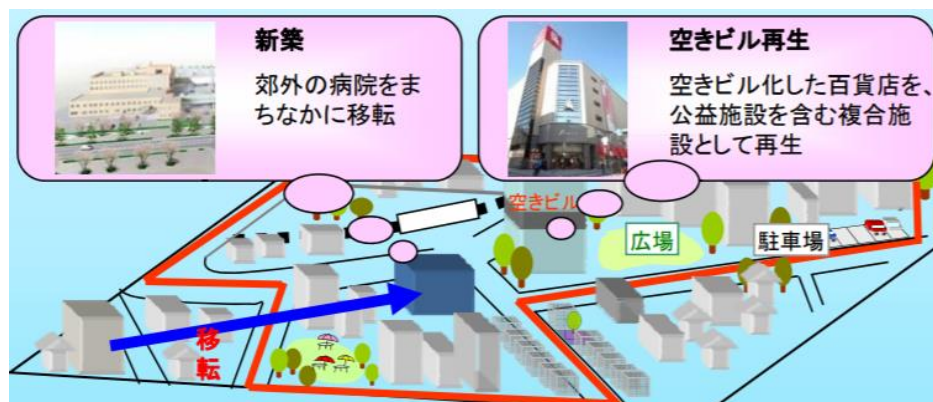 新築
郊外の病院をま
ちなかに移転
空きビル再生
空きビル化した百貨店を、
公益施設を含む複合施
設として再生
空きビル
広場
駐車場
移転